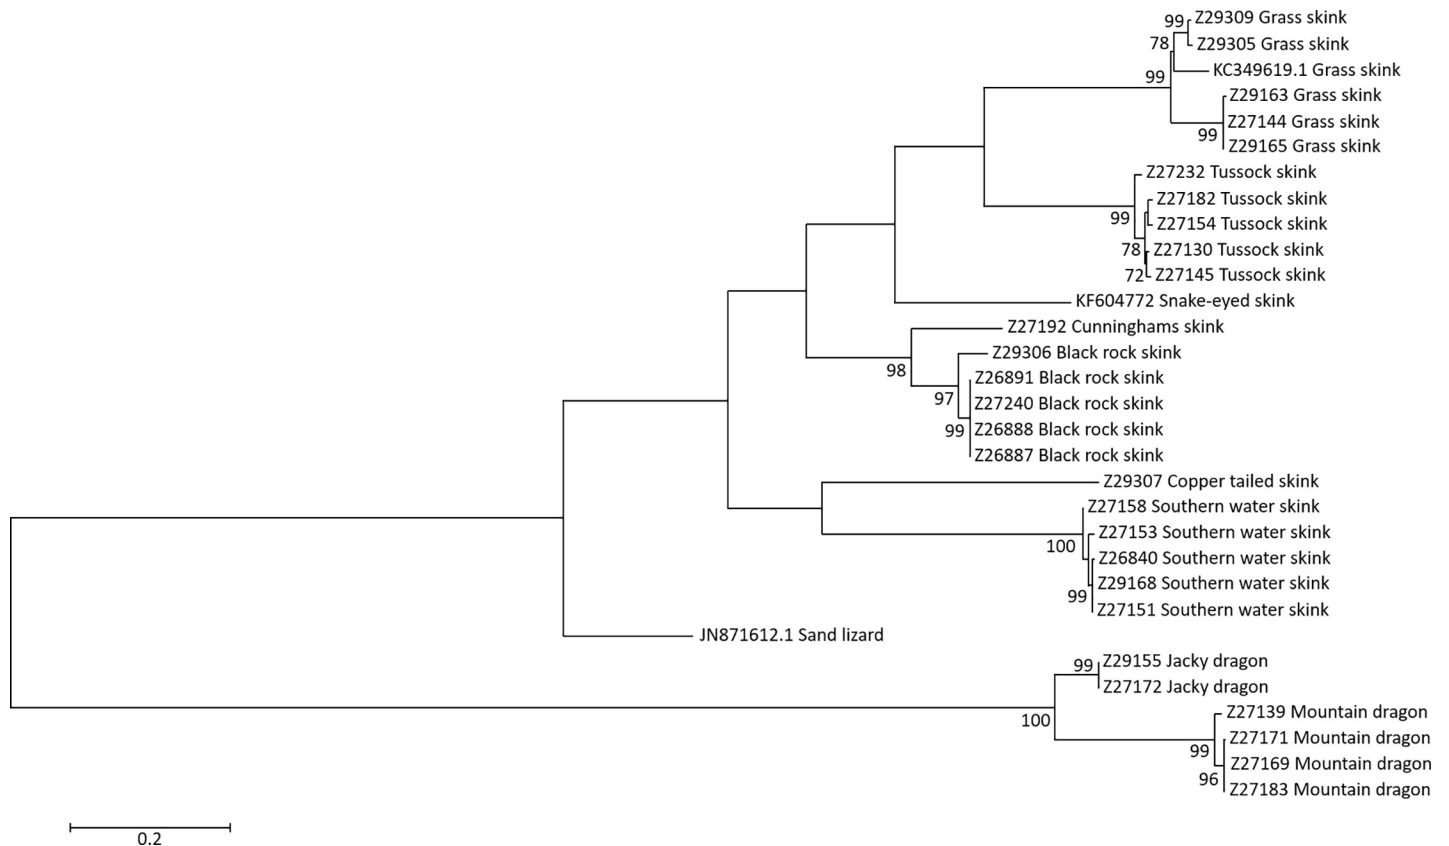 99 Z29309 Grass skink
78 Z29305 Grass skink
KC349619.1 Grass skink
99
Z29163 Grass skink
Z27144 Grass skink
99 Z29165 Grass skink
Z27232 Tussock skink
Z27182 Tussock skink
99
Z27154 Tussock skink
78 Z27130 Tussock skink
72 Z27145 Tussock skink
KF604772 Snake-eyed skink
Z27192 Cunninghams skink
Z29306 Black rock skink
98
Z26891 Black rock skink
97
Z27240 Black rock skink
99 Z26888 Black rock skink
Z26887 Black rock skink
Z29307 Copper tailed skink
Z27158 Southern water skink
Z27153 Southern water skink
100
Z26840 Southern water skink
Z29168 Southern water skink
99
Z27151 Southern water skink
JN871612.1 Sand lizard
99 Z29155 Jacky dragon
Z27172 Jacky dragon
Z27139 Mountain dragon
100
Z27171 Mountain dragon
99
Z27169 Mountain dragon
96
Z27183 Mountain dragon
0.2